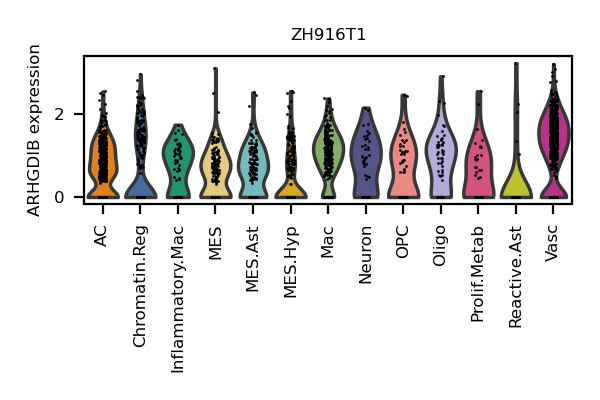 ZH916T1
ARHGDIB expression
2
0
AC
Chromatin.Reg
Inflammatory.Mac
MES
MES.Ast
MES.Hyp
Mac
Neuron
OPC
Oligo
Prolif.Metab
Reactive.Ast
Vasc